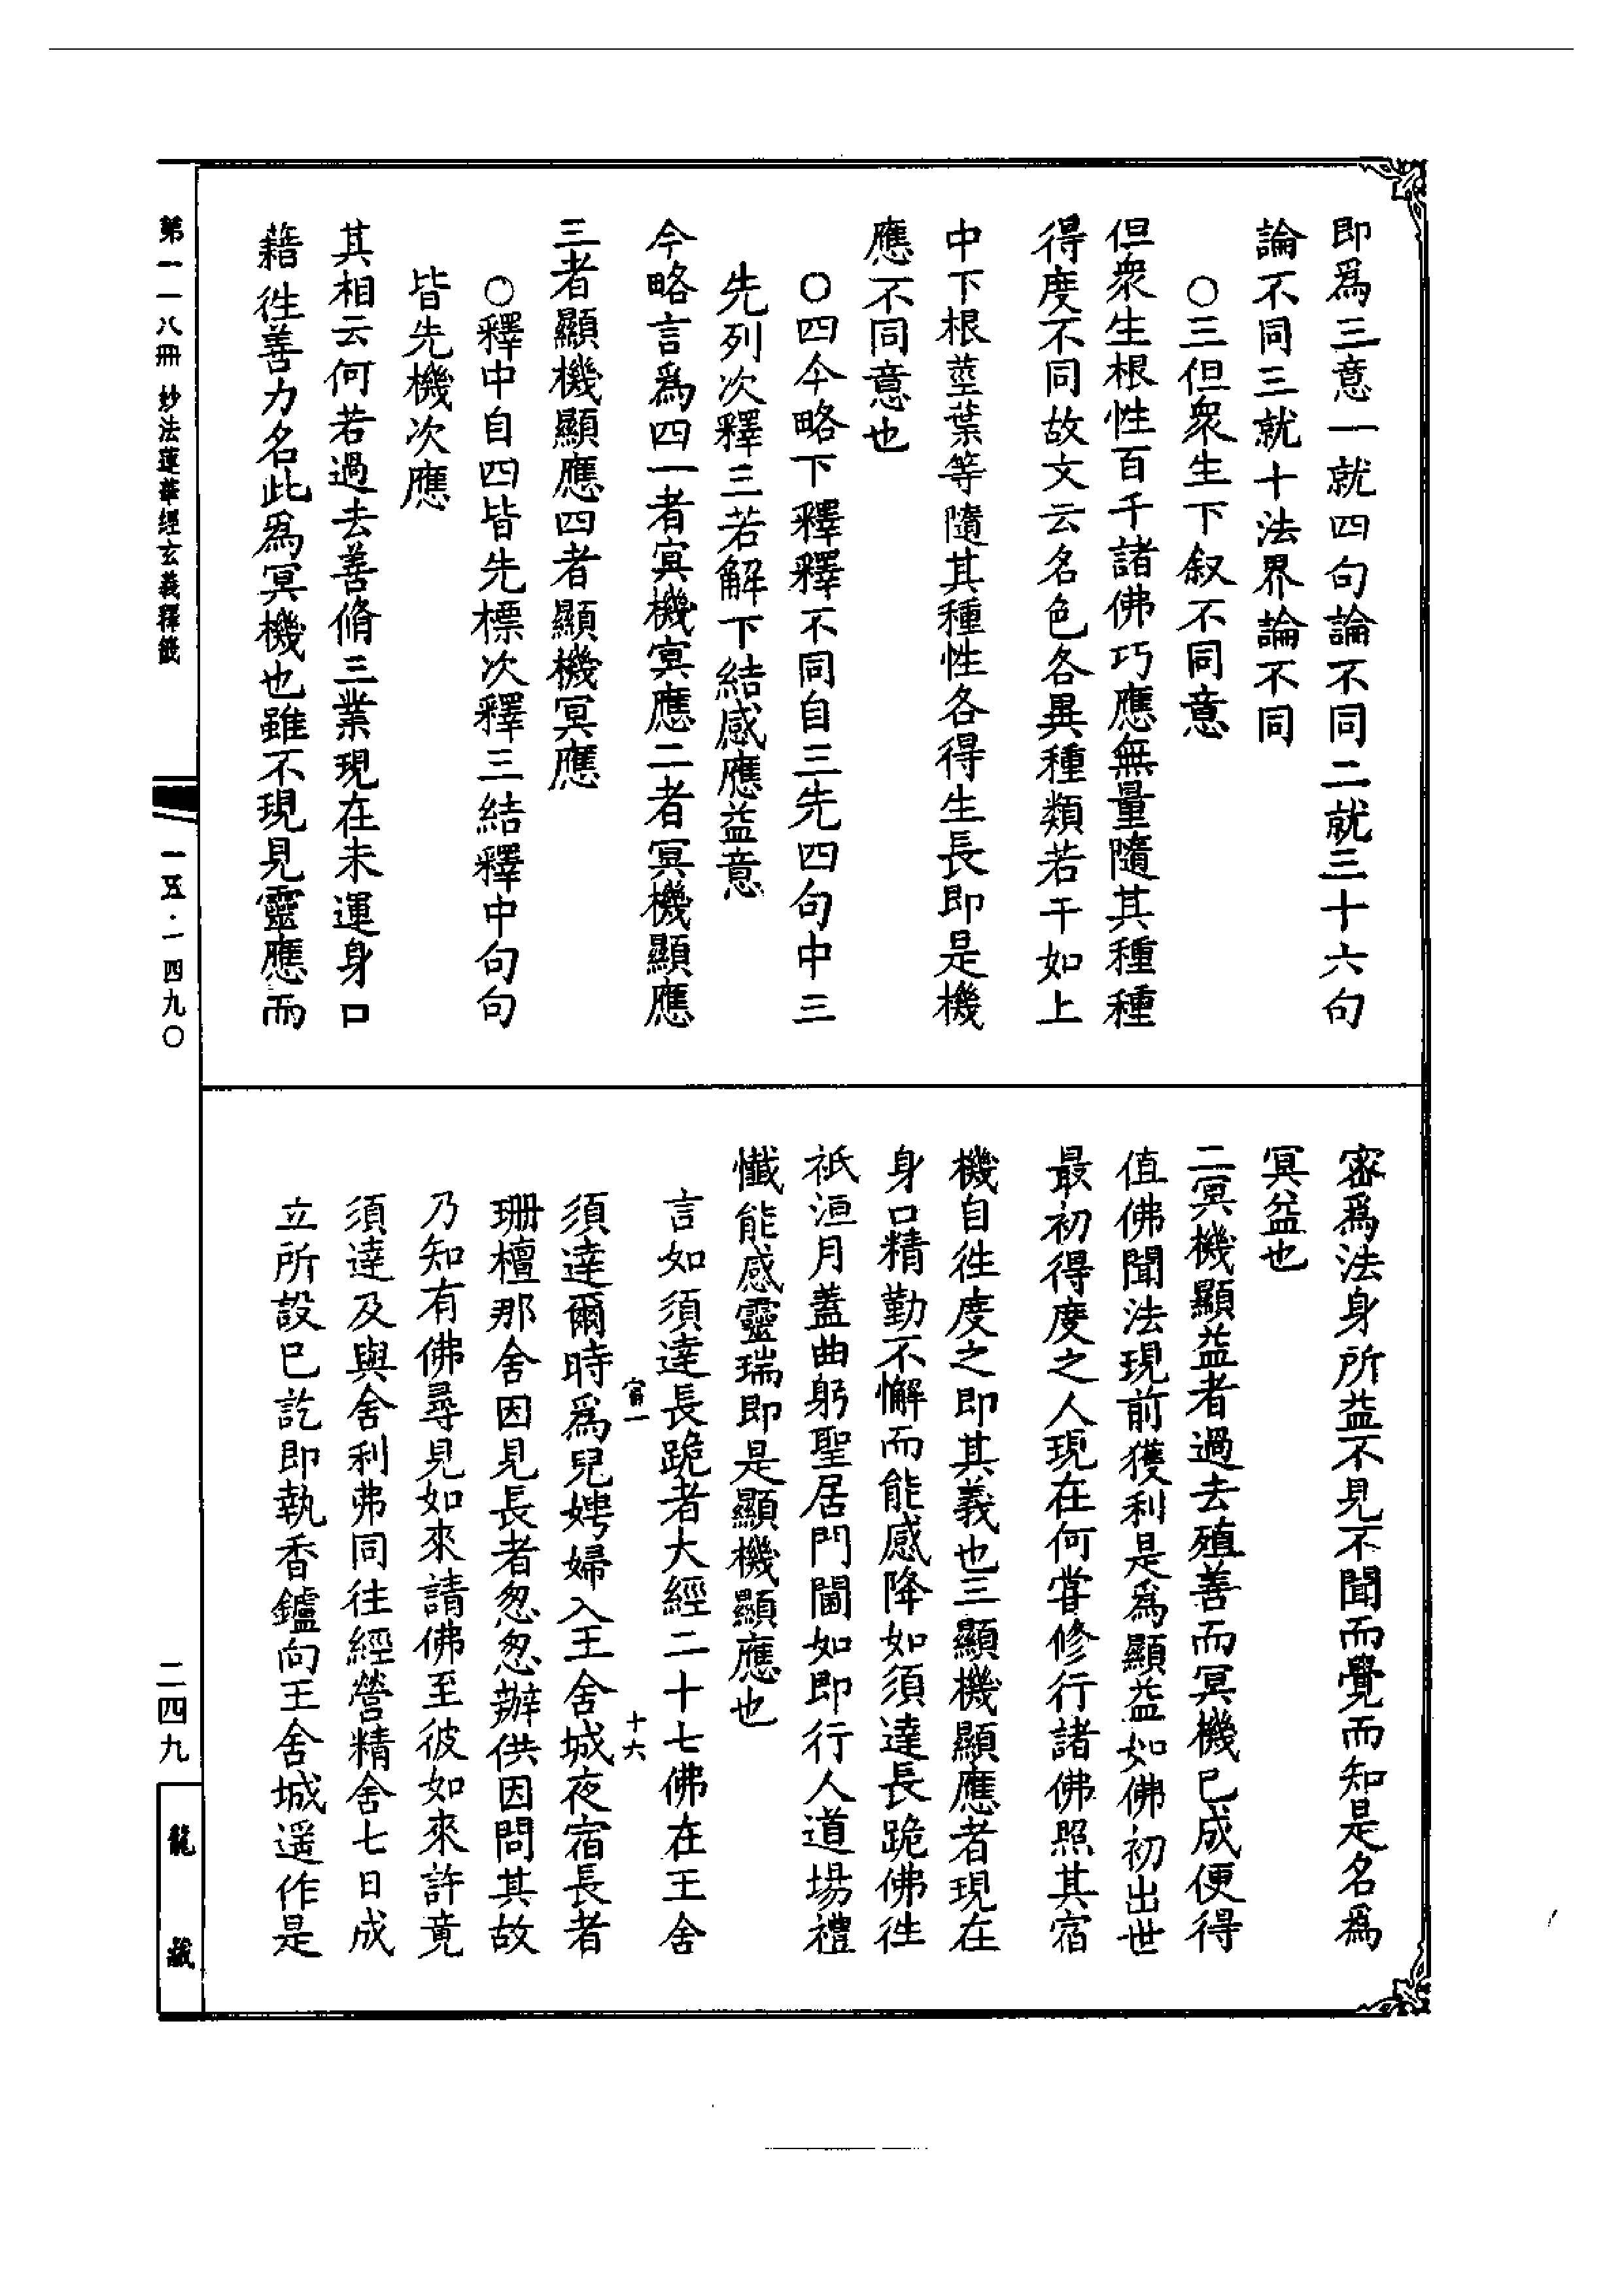 即爲三意一就四句論不同二就三十六句
論不同三就十法界論不同
○三但衆生下叙不同意
但衆生根性百千諸佛巧應無量隨其種種
得度不同故文云名色各異種類若干如上
中下根莖葉等隨其種性各得生長即是機
應不同意也
○四今略下釋釋不同自三先四句中三
先列次釋三若解下結感應益意
今略言爲四一者冥機冥應二者冥機顯應
三者顯機顯應四者顯機冥應
○釋中自四皆先標次釋三結釋中句句
皆先機次應
其相云何若過去善脩三業現在未運身口
藉徃善力名此爲冥機也雖不現見靈應而
密爲法身所益不見不聞而覺而知是名爲
冥益也
二冥機顯益者過去殖善而冥機已成便得
值佛聞法現前獲利是爲顯益如佛初出世
最初得度之人現在何甞修行諸佛照其宿
機自徃度之即其義也三顯機顯應者現在
身口精勤不懈而能感降如須達長跪佛徃
祇洹月蓋曲躬聖居門閫如即行人道場禮
懺能感靈瑞即是顯機顯應也
言如須達長跪者大經二十七佛在王舍
須達爾時爲兒娉婦入王舍城夜宿長者
珊檀那舍因見長者怱怱辦供因問其故
乃知有佛尋見如來請佛至彼如來許竟
須達及與舍利弗同往經營精舍七日成
立所設已訖即執香鑪向王舍城遥作是
十六
第一一八冊 妙法蓮華經玄義釋籤
一五·一四九〇
二四九
龍藏